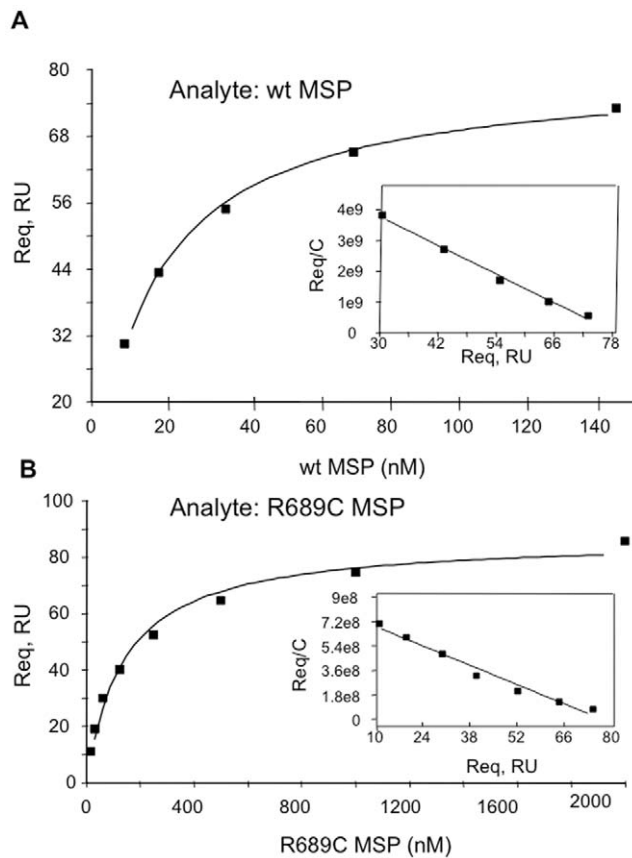 A
Analyte: wt MSP
80
68
56
44
32
20
Req, RU
0 20 40 60 80 100 120 140
wt MSP (nM)
4e9
3e9
2e9
1e9
0
Req/C
30 42 54 66 78
Req, RU
B
Analyte: R689C MSP
100
80
60
40
20
0
Req, RU
0 400 800 1200 1600 2000
R689C MSP (nM)
9e8
7.2e8
5.4e8
3.6e8
1.8e8
0
Req/C
10 24 38 52 66 80
Req, RU